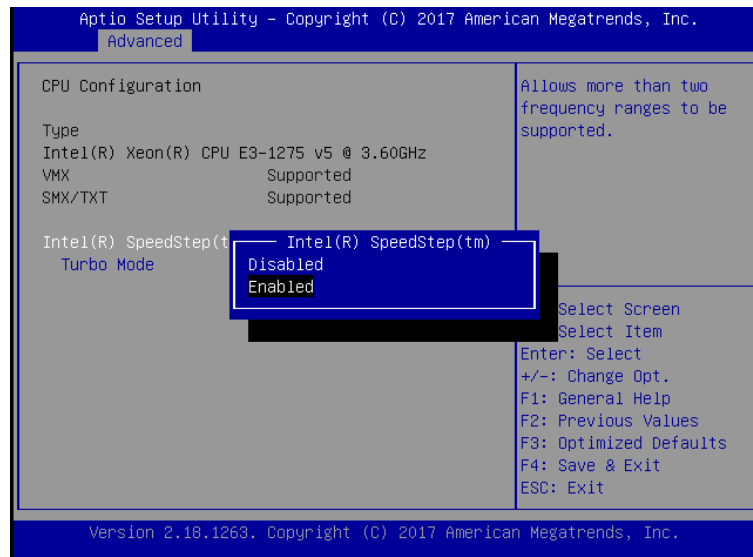 Aptio Setup Utility – Copyright (C) 2017 American Megatrends, Inc.
Advanced
CPU Configuration
Type
Intel(R) Xeon(R) CPU E3-1275 v5 @ 3.60GHz
VMX Supported
SMX/TXT Supported
Intel(R) SpeedStep(t
Turbo Mode
Intel(R) SpeedStep(tm)
Disabled
Enabled
Allows more than two
frequency ranges to be
supported.
Select Screen
Select Item
Enter: Select
+/-: Change Opt.
F1: General Help
F2: Previous Values
F3: Optimized Defaults
F4: Save & Exit
ESC: Exit
Version 2.18.1263. Copyright (C) 2017 American Megatrends, Inc.